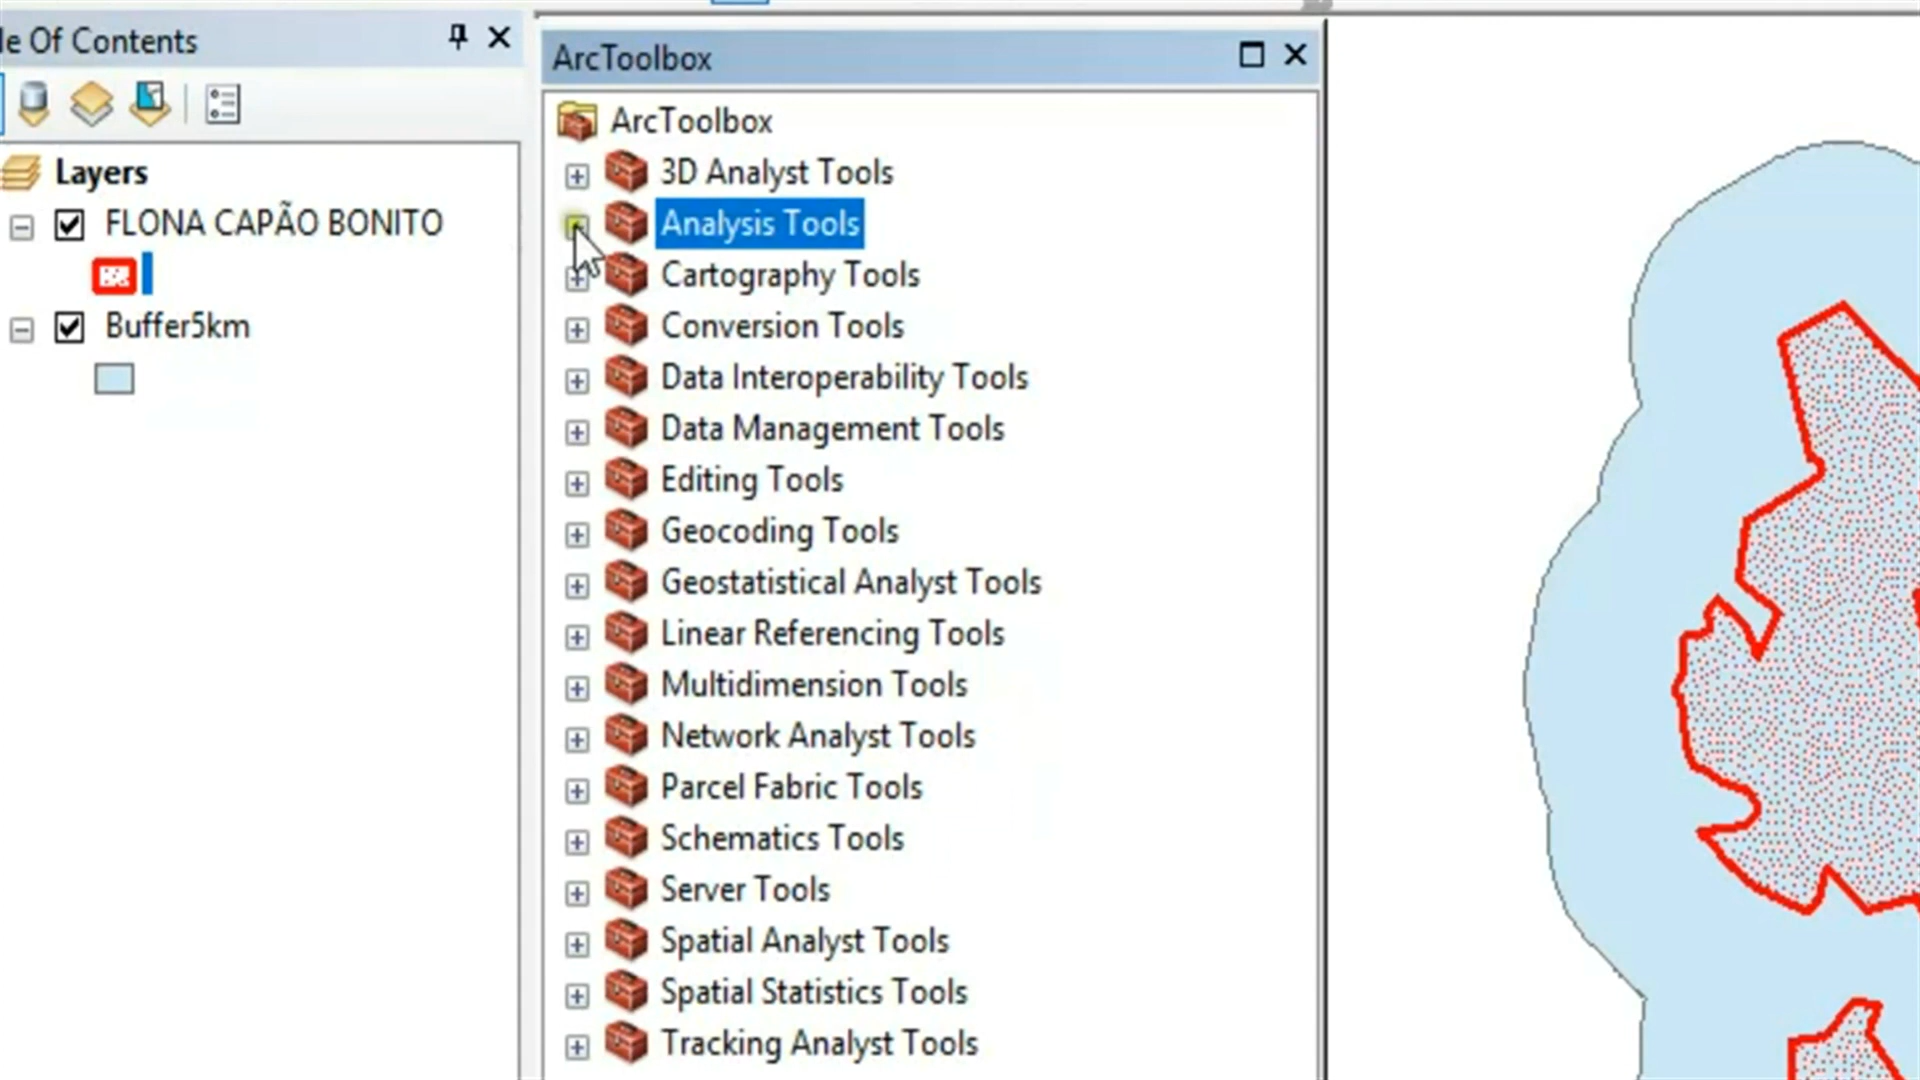 le Of Contents
Layers
FLONA CAPÃO BONITO
Buffer5km
ArcToolbox
ArcToolbox
3D Analyst Tools
Analysis Tools
Cartography Tools
Conversion Tools
Data Interoperability Tools
Data Management Tools
Editing Tools
Geocoding Tools
Geostatistical Analyst Tools
Linear Referencing Tools
Multidimension Tools
Network Analyst Tools
Parcel Fabric Tools
Schematics Tools
Server Tools
Spatial Analyst Tools
Spatial Statistics Tools
Tracking Analyst Tools